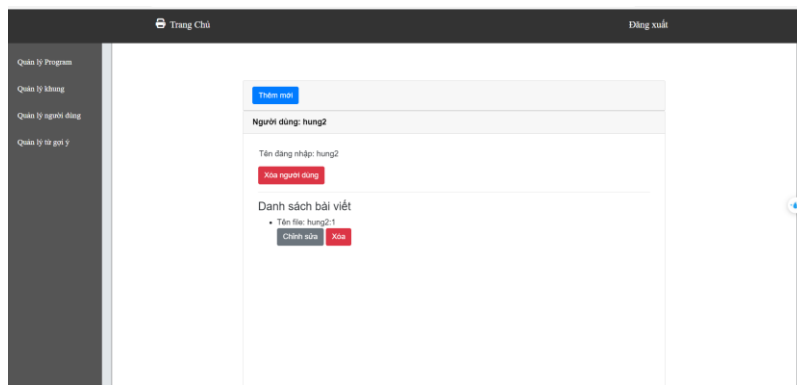 Trang Chủ
Đăng xuất
Quản lý Program
Quản lý khung
Quản lý người dùng
Quản lý từ gợi ý
Thêm mới
Người dùng: hung2
Tên đăng nhập: hung2
Xóa người dùng
Danh sách bài viết
Tên file: hung2:1
Chỉnh sửa Xóa